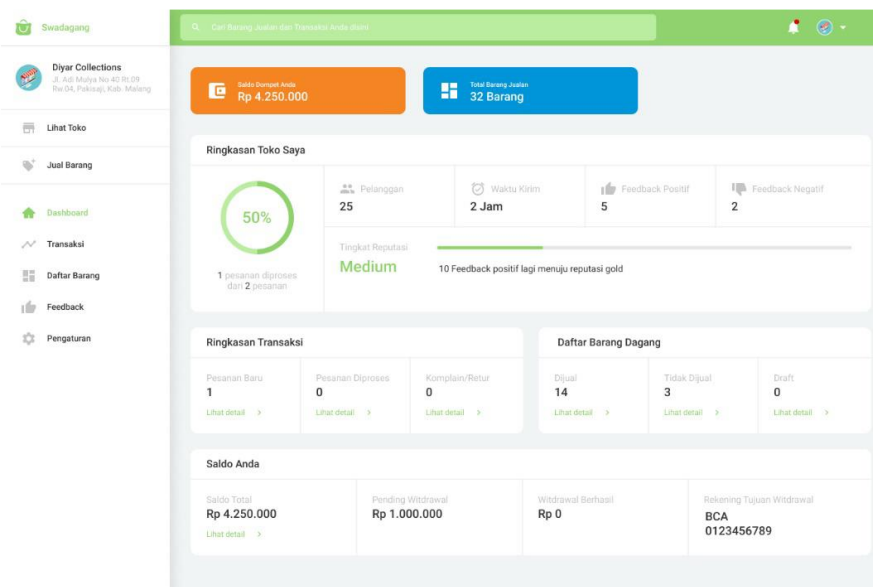 Swadagang
Cari Barang Jualan dan Transaksi Anda disini
Diyar Collections
Jl. Adi Mulya No 40 Rt.09
Rw.04, Pakisaji, Kab. Malang
Lihat Toko
Jual Barang
Dashboard
Transaksi
Daftar Barang
Feedback
Pengaturan
Saldo Dompet Anda
Rp 4.250.000
Total Barang Jualan
32 Barang
Ringkasan Toko Saya
50%
1 pesanan diproses
dari 2 pesanan
Pelanggan
25
Waktu Kirim
2 Jam
Feedback Positif
5
Feedback Negatif
2
Tingkat Reputasi
Medium
10 Feedback positif lagi menuju reputasi gold
Ringkasan Transaksi
Pesanan Baru
1
Lihat detail >
Pesanan Diproses
0
Lihat detail >
Komplain/Retur
0
Lihat detail >
Daftar Barang Dagang
Dijual
14
Lihat detail >
Tidak Dijual
3
Lihat detail >
Draft
0
Lihat detail >
Saldo Anda
Saldo Total
Rp 4.250.000
Lihat detail >
Pending Witdrawal
Rp 1.000.000
Witdrawal Berhasil
Rp 0
Rekening Tujuan Witdrawal
BCA
0123456789